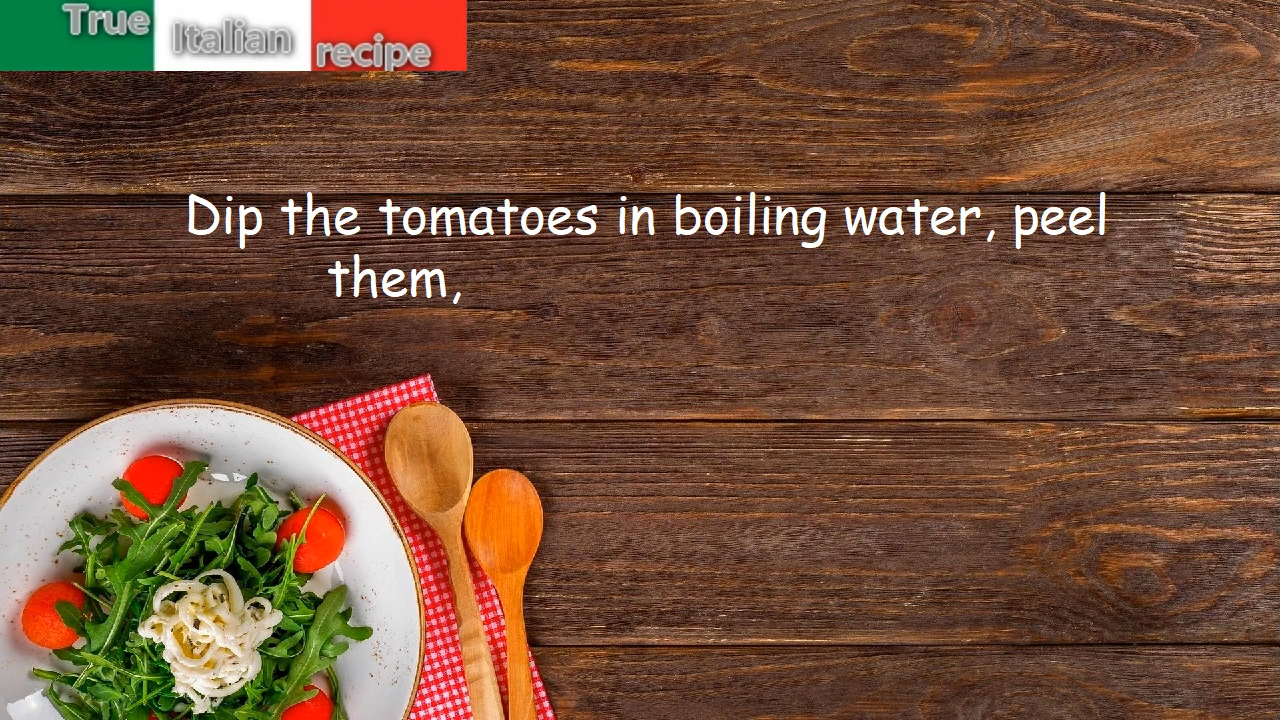 True Italian recipe
Dip the tomatoes in boiling water, peel
them,